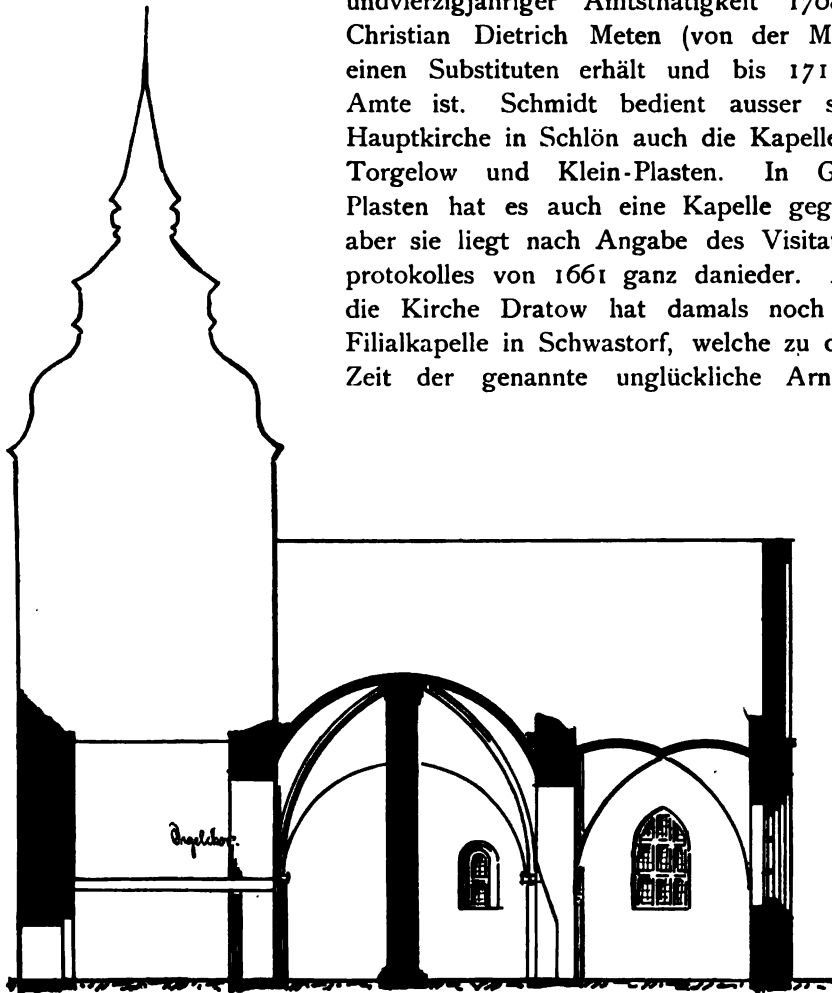 undvierzigjähriger Amtsthätigkeit 1708
Christian Dietrich Meten (von der M
einen Substituten erhält und bis 171
Amte ist. Schmidt bedient ausser s
Hauptkirche in Schlön auch die Kapelle
Torgelow und Klein-Plasten. In G
Plasten hat es auch eine Kapelle geg
aber sie liegt nach Angabe des Visita
protokolles von 1661 ganz danieder.
die Kirche Dratow hat damals noch
Filialkapelle in Schwastorf, welche zu d
Zeit der genannte unglückliche Arn
Orgelchor.